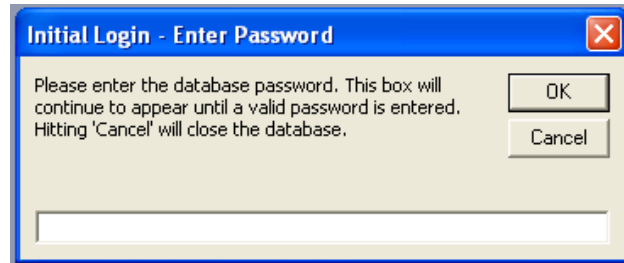 Initial Login - Enter Password
Please enter the database password. This box will
continue to appear until a valid password is entered.
Hitting 'Cancel' will close the database.
OK
Cancel